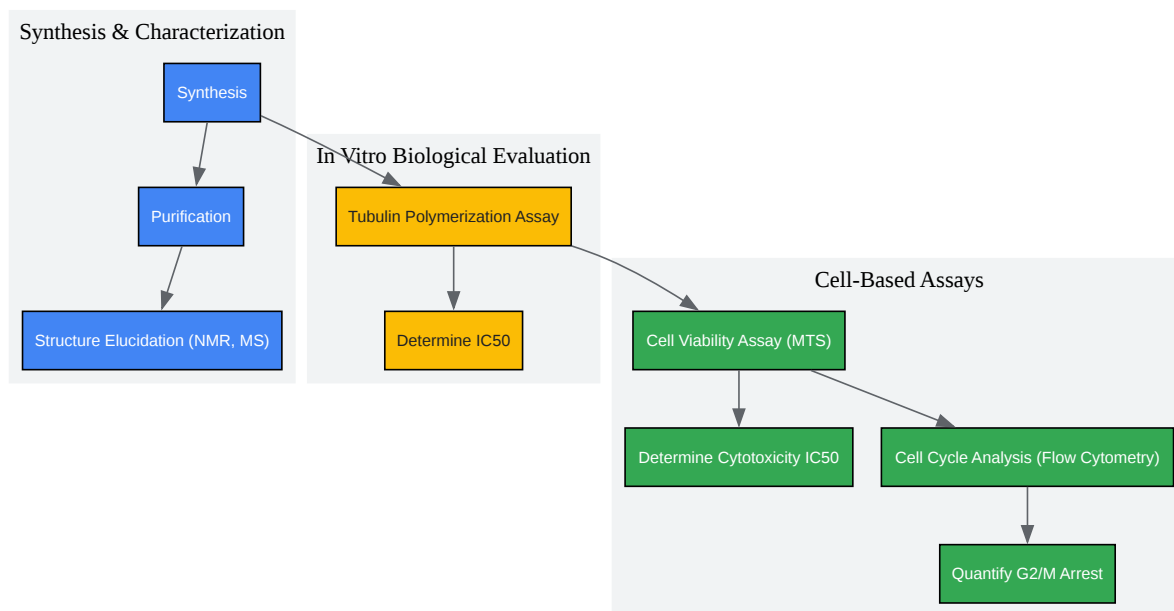 Synthesis & Characterization
Synthesis
Purification
Structure Elucidation (NMR, MS)
In Vitro Biological Evaluation
Tubulin Polymerization Assay
Determine IC50
Cell-Based Assays
Cell Viability Assay (MTS)
Determine Cytotoxicity IC50
Cell Cycle Analysis (Flow Cytometry)
Quantify G2/M Arrest